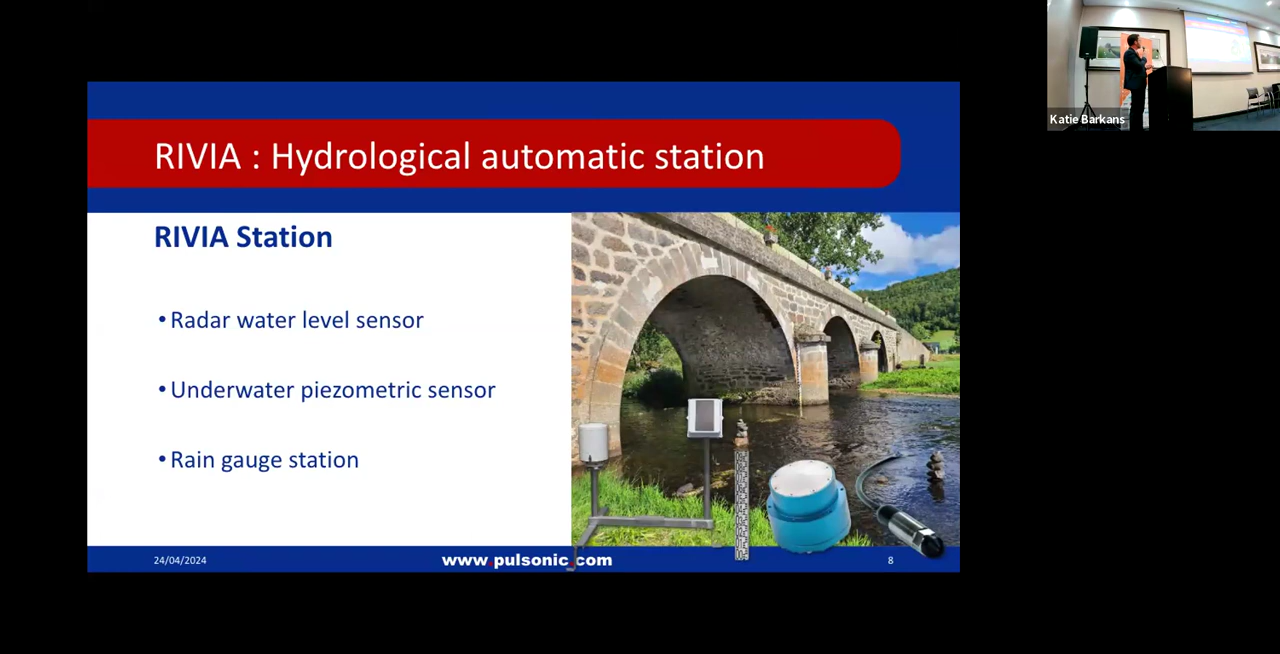 RIVIA : Hydrological automatic station
RIVIA Station
• Radar water level sensor
• Underwater piezometric sensor
• Rain gauge station
24/04/2024
www.pulsonic.com
8
Katie Barkans